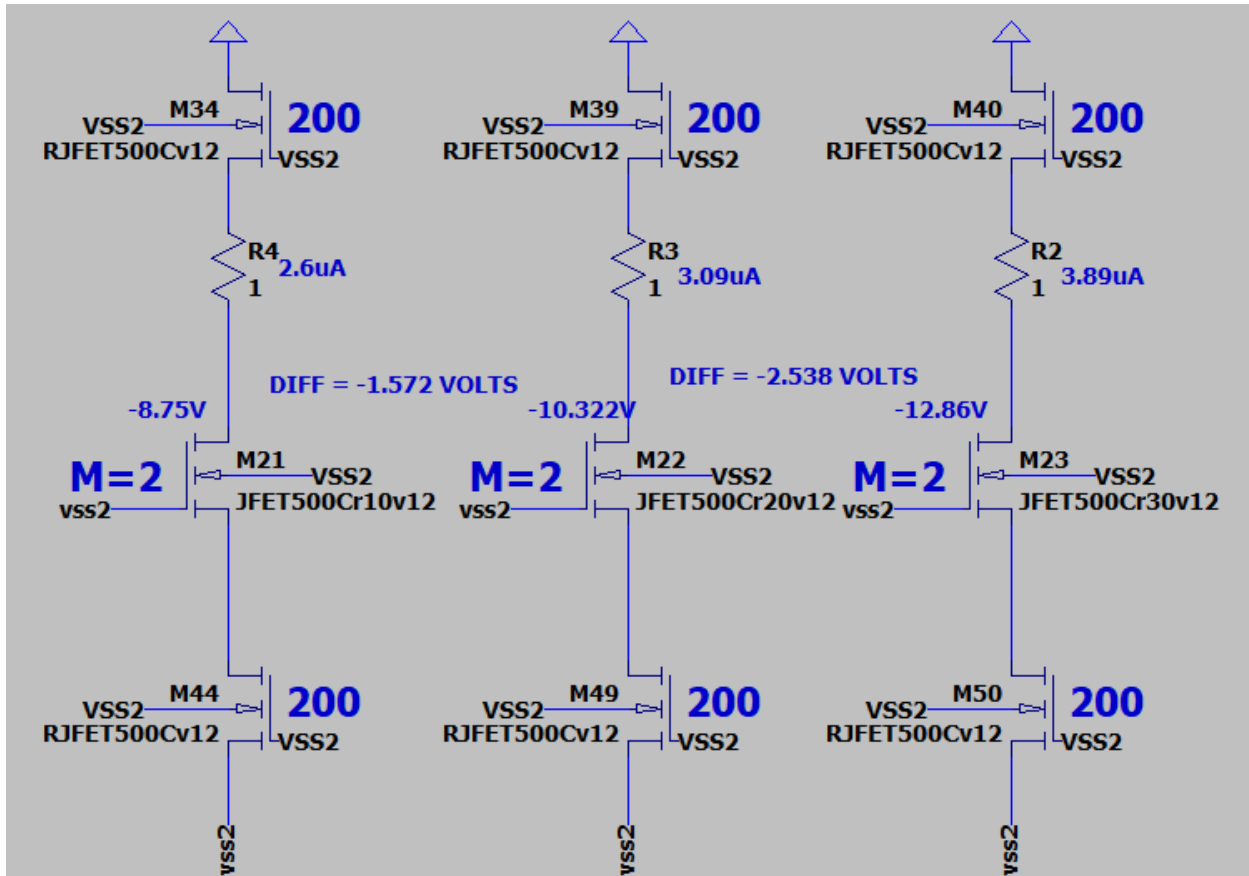 M34
200
VSS2
RJFET500Cv12
VSS2
M39
200
VSS2
RJFET500Cv12
VSS2
M40
200
VSS2
RJFET500Cv12
VSS2
R4
2.6uA
1
R3
3.09uA
1
R2
3.89uA
1
DIFF = -1.572 VOLTS
DIFF = -2.538 VOLTS
-8.75V
-10.322V
-12.86V
M=2
M21
VSS2
JFET500Cr10v12
vss2
M=2
M22
VSS2
JFET500Cr20v12
vss2
M=2
M23
VSS2
JFET500Cr30v12
vss2
M44
200
VSS2
RJFET500Cv12
VSS2
M49
200
VSS2
RJFET500Cv12
VSS2
M50
200
VSS2
RJFET500Cv12
VSS2
vss2
vss2
vss2